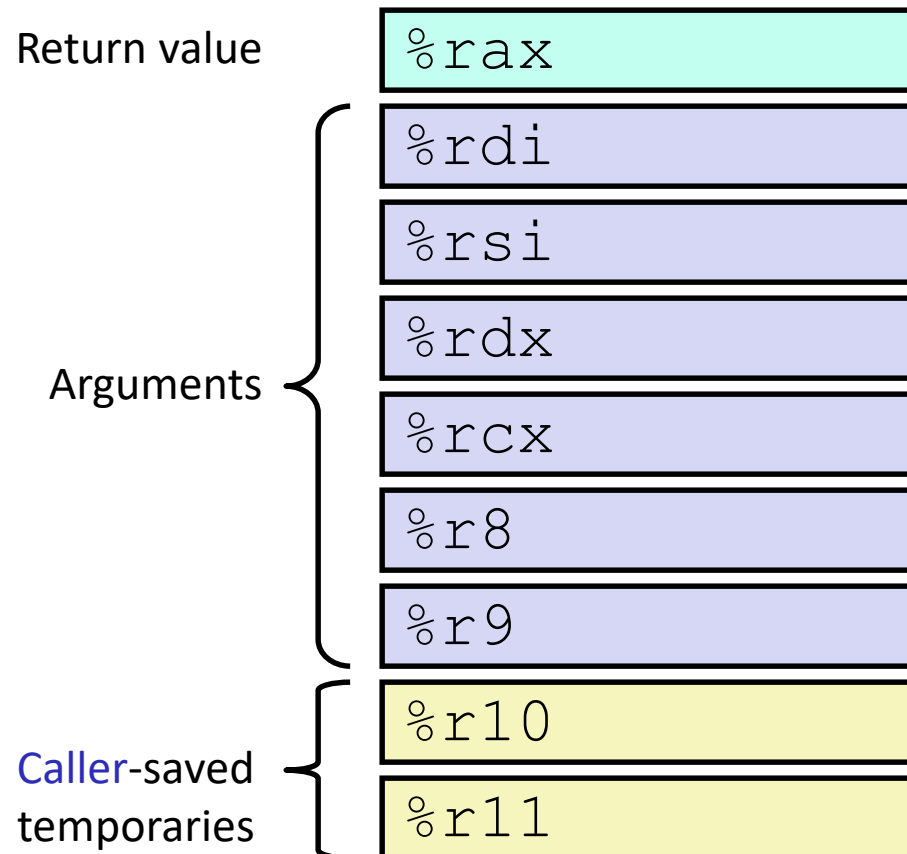 Return value
%rax
Arguments
%rdi
%rsi
%rdx
%rcx
%r8
%r9
Caller-saved
temporaries
%r10
%r11